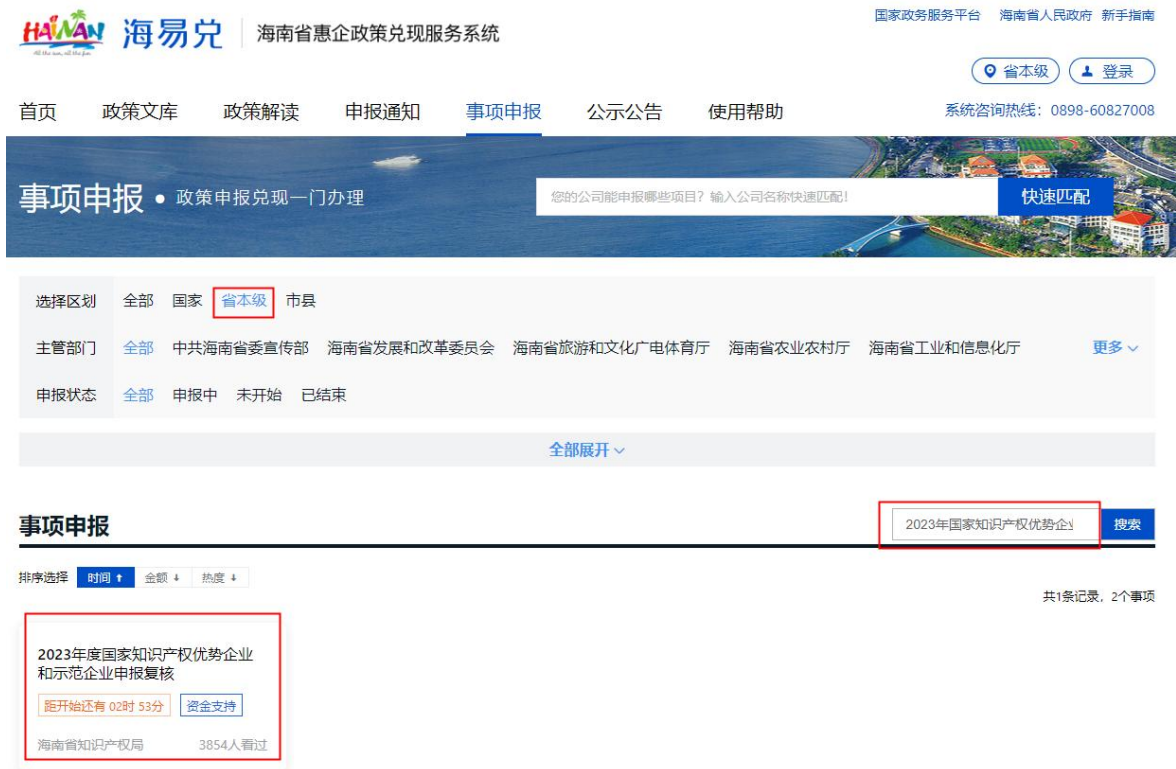 国家政务服务平台 海南省人民政府 新手指南
HAINAN 海易兑 海南省惠企政策兑现服务系统
省本级 登录
首页 政策文库 政策解读 申报通知 事项申报 公示公告 使用帮助 系统咨询热线：0898-60827008
事项申报 • 政策申报兑现一门办理 您的公司能申报哪些项目？输入公司名称快速匹配！ 快速匹配
选择区划 全部 国家 省本级 市县
主管部门 全部 中共海南省委宣传部 海南省发展和改革委员会 海南省旅游和文化广电体育厅 海南省农业农村厅 海南省工业和信息化厅 更多
申报状态 全部 申报中 未开始 已结束
全部展开
事项申报 2023年国家知识产权优势企 搜索
排序选择 时间 金额 热度
共1条记录，2个事项
2023年度国家知识产权优势企业
和示范企业申报复核
距开始还有 02时 53分 资金支持
海南省知识产权局 3854人看过